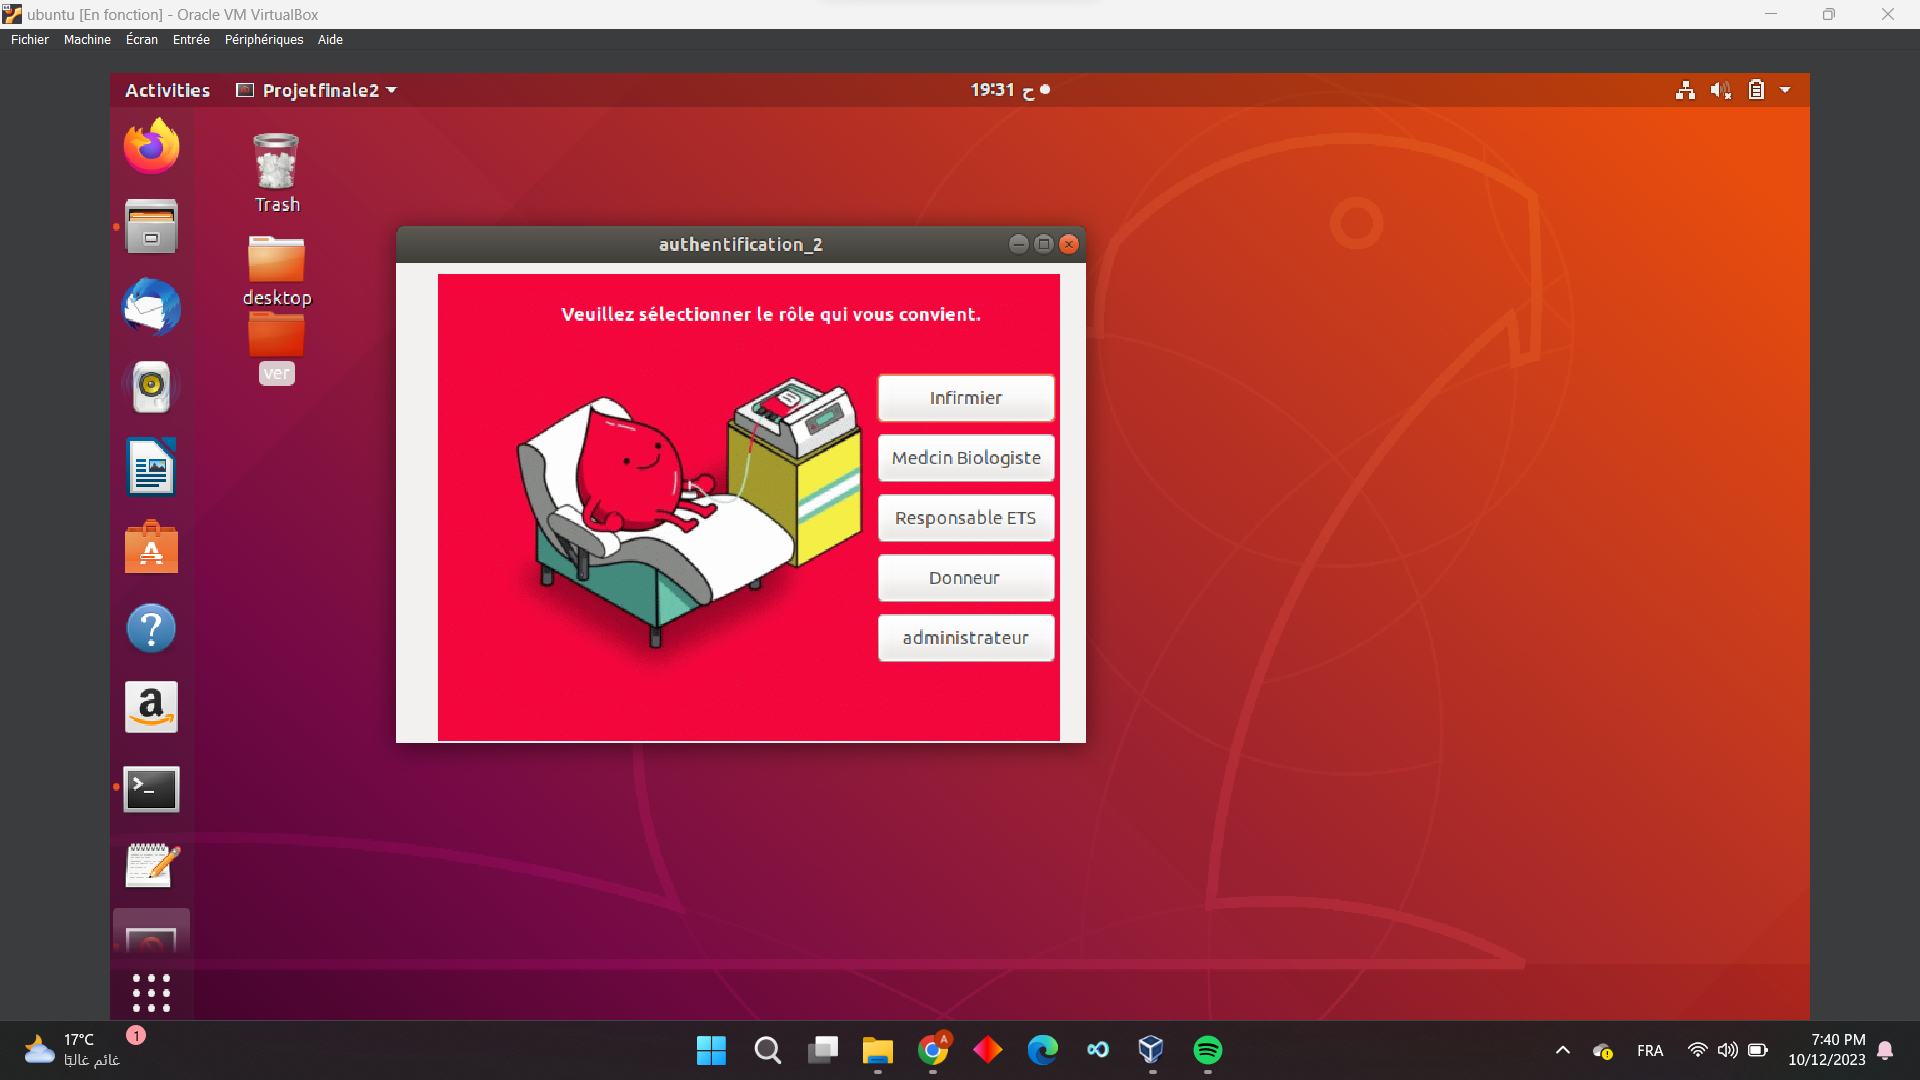 ubuntu [En fonction] - Oracle VM VirtualBox
Fichier Machine Écran Entrée Périphériques Aide
Activities Projetfinale2 19:31 ح
Trash
desktop
ver
authentification_2
Veuillez sélectionner le rôle qui vous convient.
Infirmier
Medcin Biologiste
Responsable ETS
Donneur
administrateur
17°C
غائم غالبًا
1
A
FRA
7:40 PM
10/12/2023